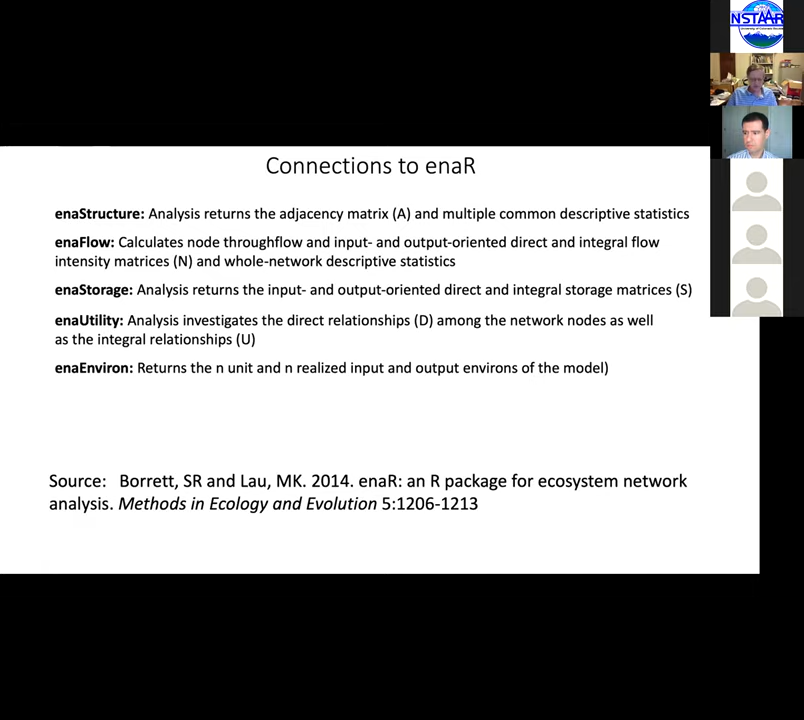 NSTAAR
Connections to enaR
enaStructure: Analysis returns the adjacency matrix (A) and multiple common descriptive statistics
enaFlow: Calculates node throughflow and input- and output-oriented direct and integral flow
intensity matrices (N) and whole-network descriptive statistics
enaStorage: Analysis returns the input- and output-oriented direct and integral storage matrices (S)
enaUtility: Analysis investigates the direct relationships (D) among the network nodes as well
as the integral relationships (U)
enaEnviron: Returns the n unit and n realized input and output environs of the model)
Source: Borrett, SR and Lau, MK. 2014. enaR: an R package for ecosystem network
analysis. Methods in Ecology and Evolution 5:1206-1213